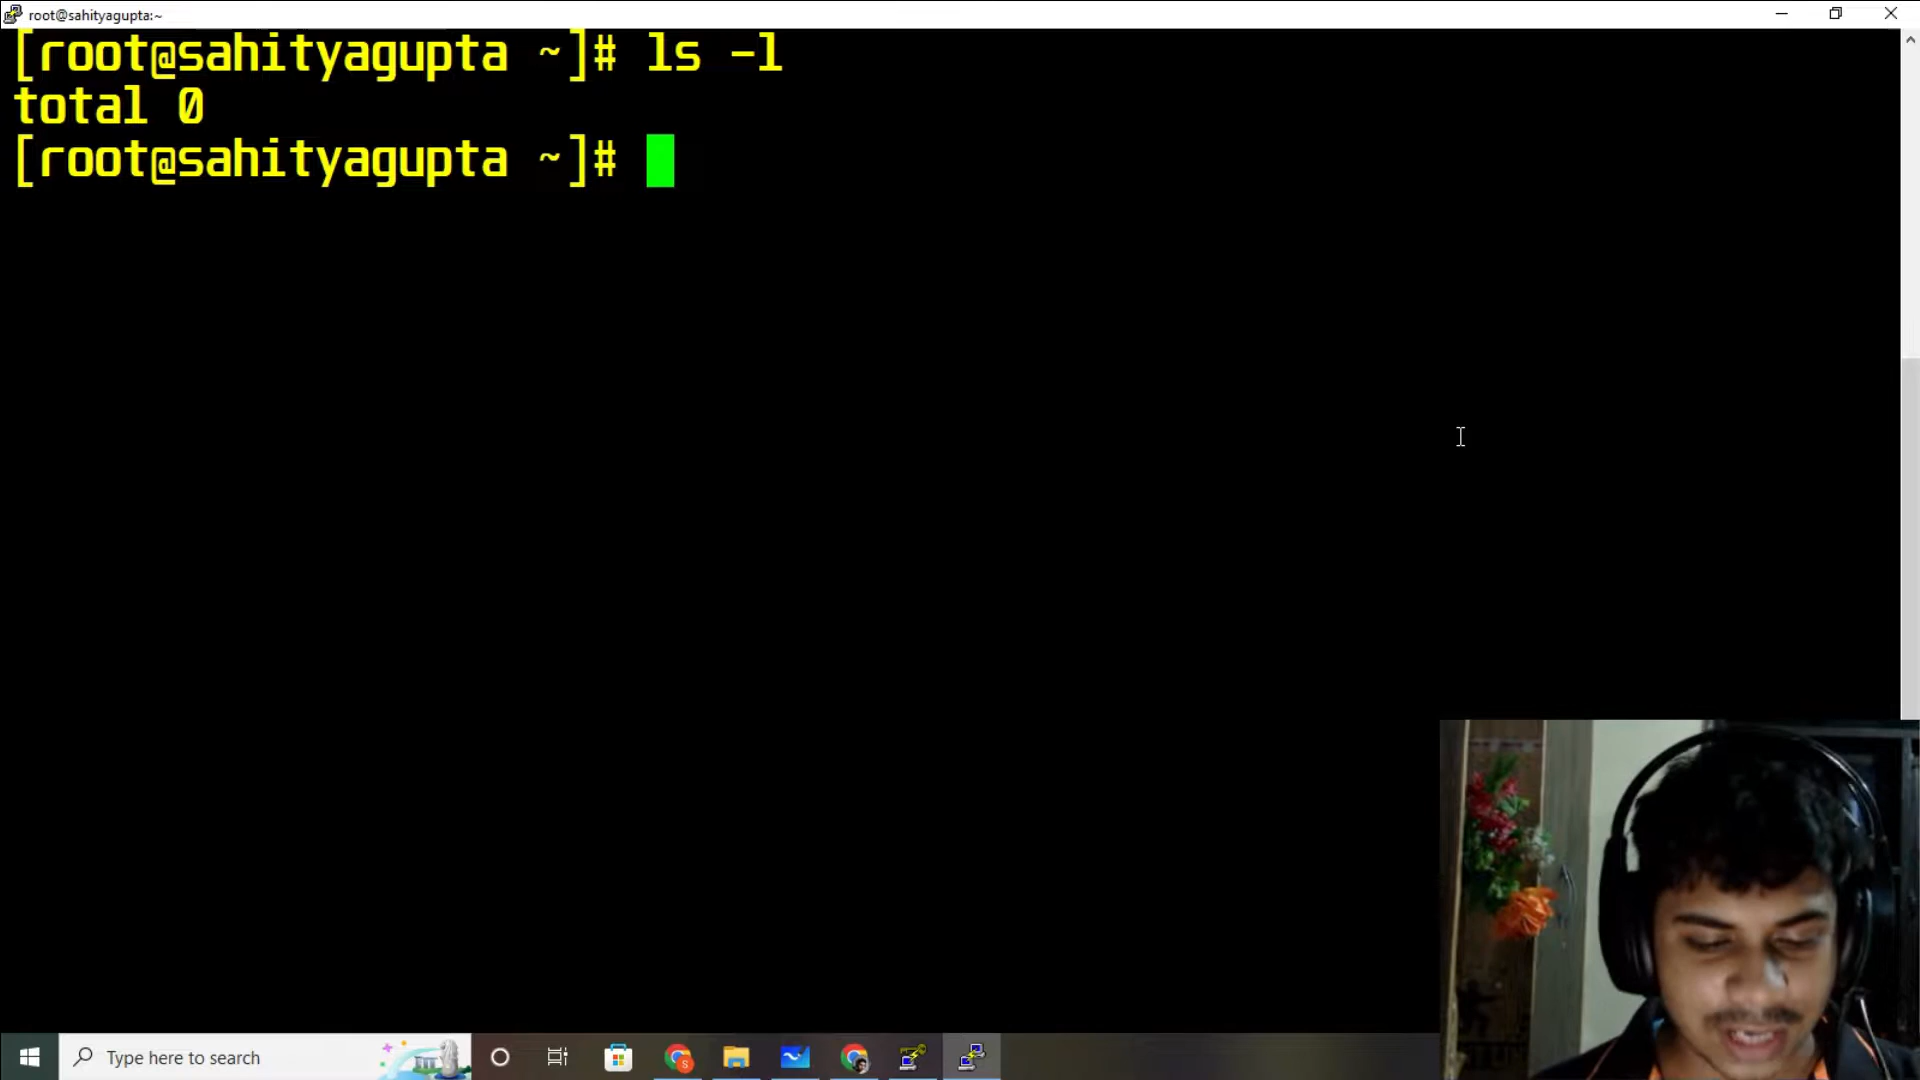 root@sahityagupta:~
[root@sahityagupta ~]# ls -l
total 0
[root@sahityagupta ~]#
Type here to search